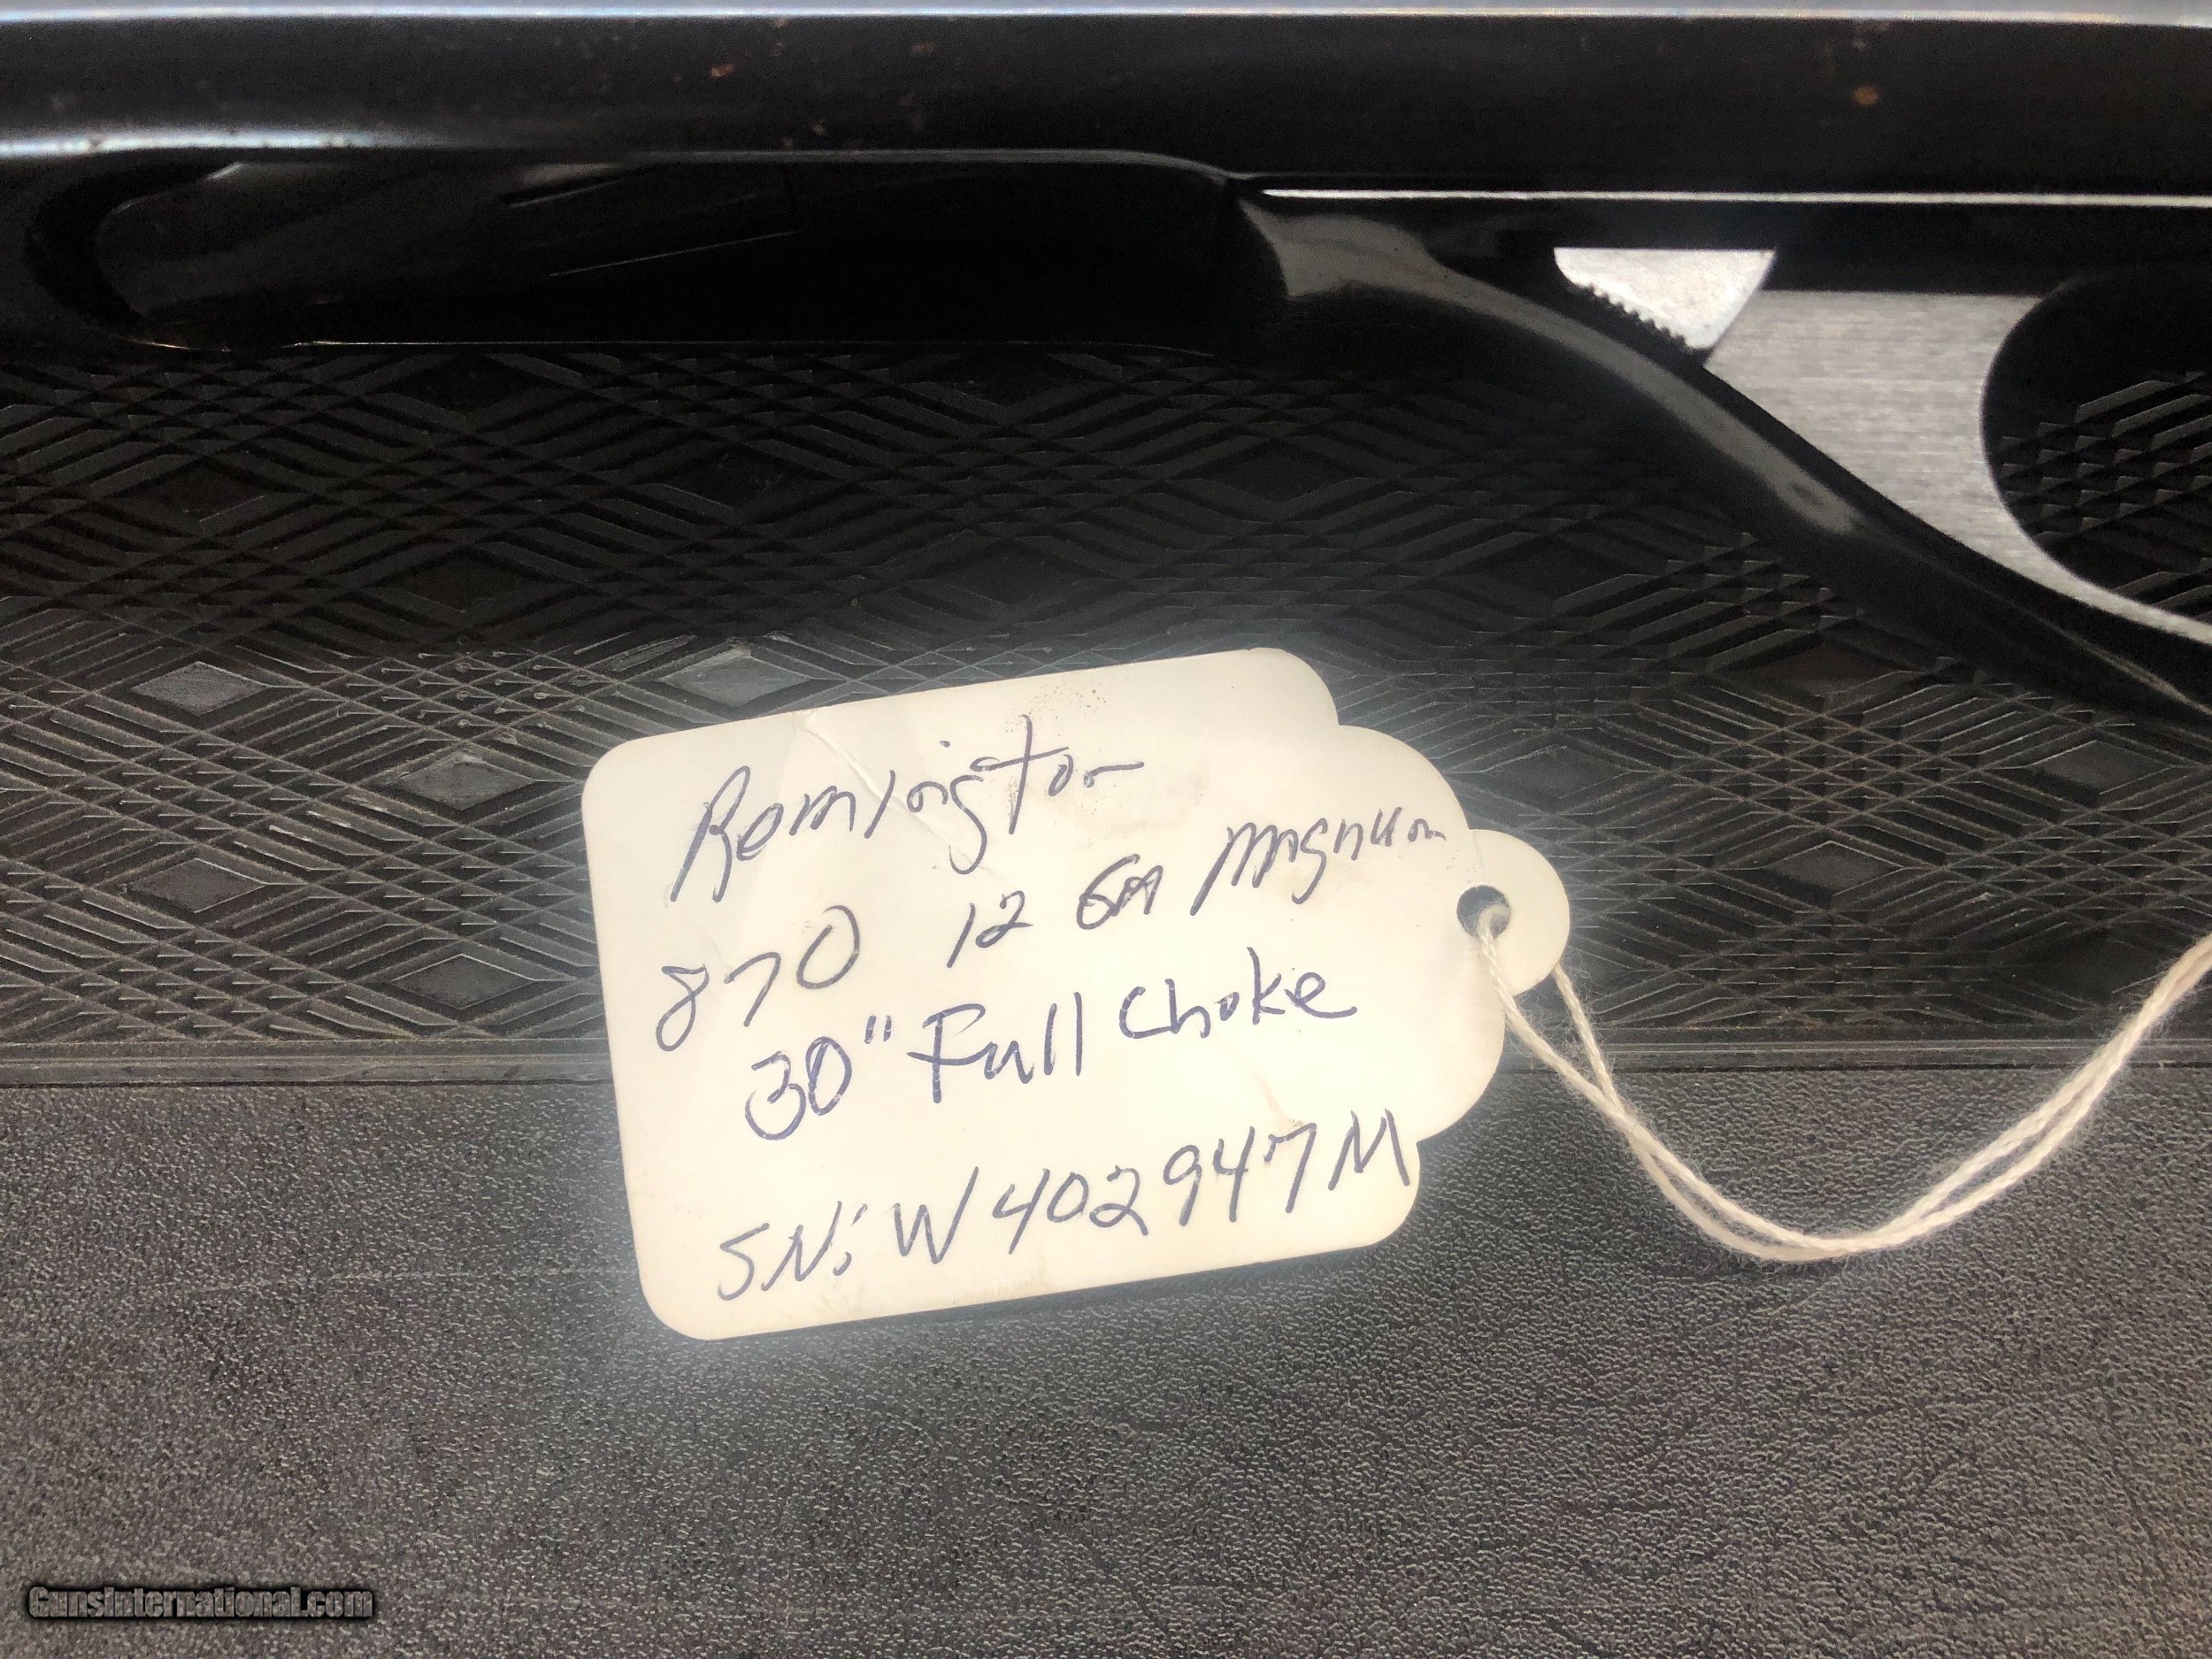 Remington
870 12 GA Magnum
30" Full Choke
SN: W402947M
GunsInternational.com